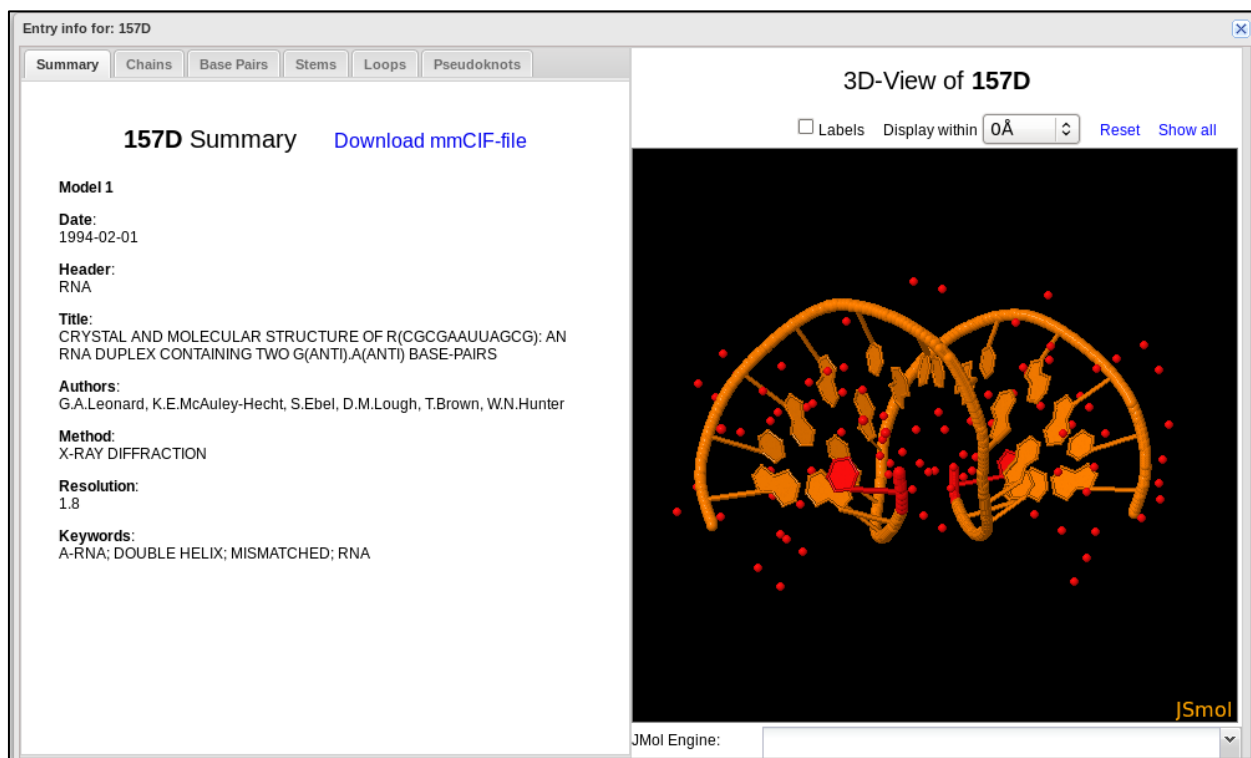 Entry info for: 157D
Summary Chains Base Pairs Stems Loops Pseudoknots
157D Summary Download mmCIF-file
Model 1
Date:
1994-02-01
Header:
RNA
Title:
CRYSTAL AND MOLECULAR STRUCTURE OF R(CGCGAAUUAGCG): AN
RNA DUPLEX CONTAINING TWO G(ANTI).A(ANTI) BASE-PAIRS
Authors:
G.A.Leonard, K.E.McAuley-Hecht, S.Ebel, D.M.Lough, T.Brown, W.N.Hunter
Method:
X-RAY DIFFRACTION
Resolution:
1.8
Keywords:
A-RNA; DOUBLE HELIX; MISMATCHED; RNA
3D-View of 157D
Labels Display within 0Å Reset Show all
JSmol
JMol Engine: